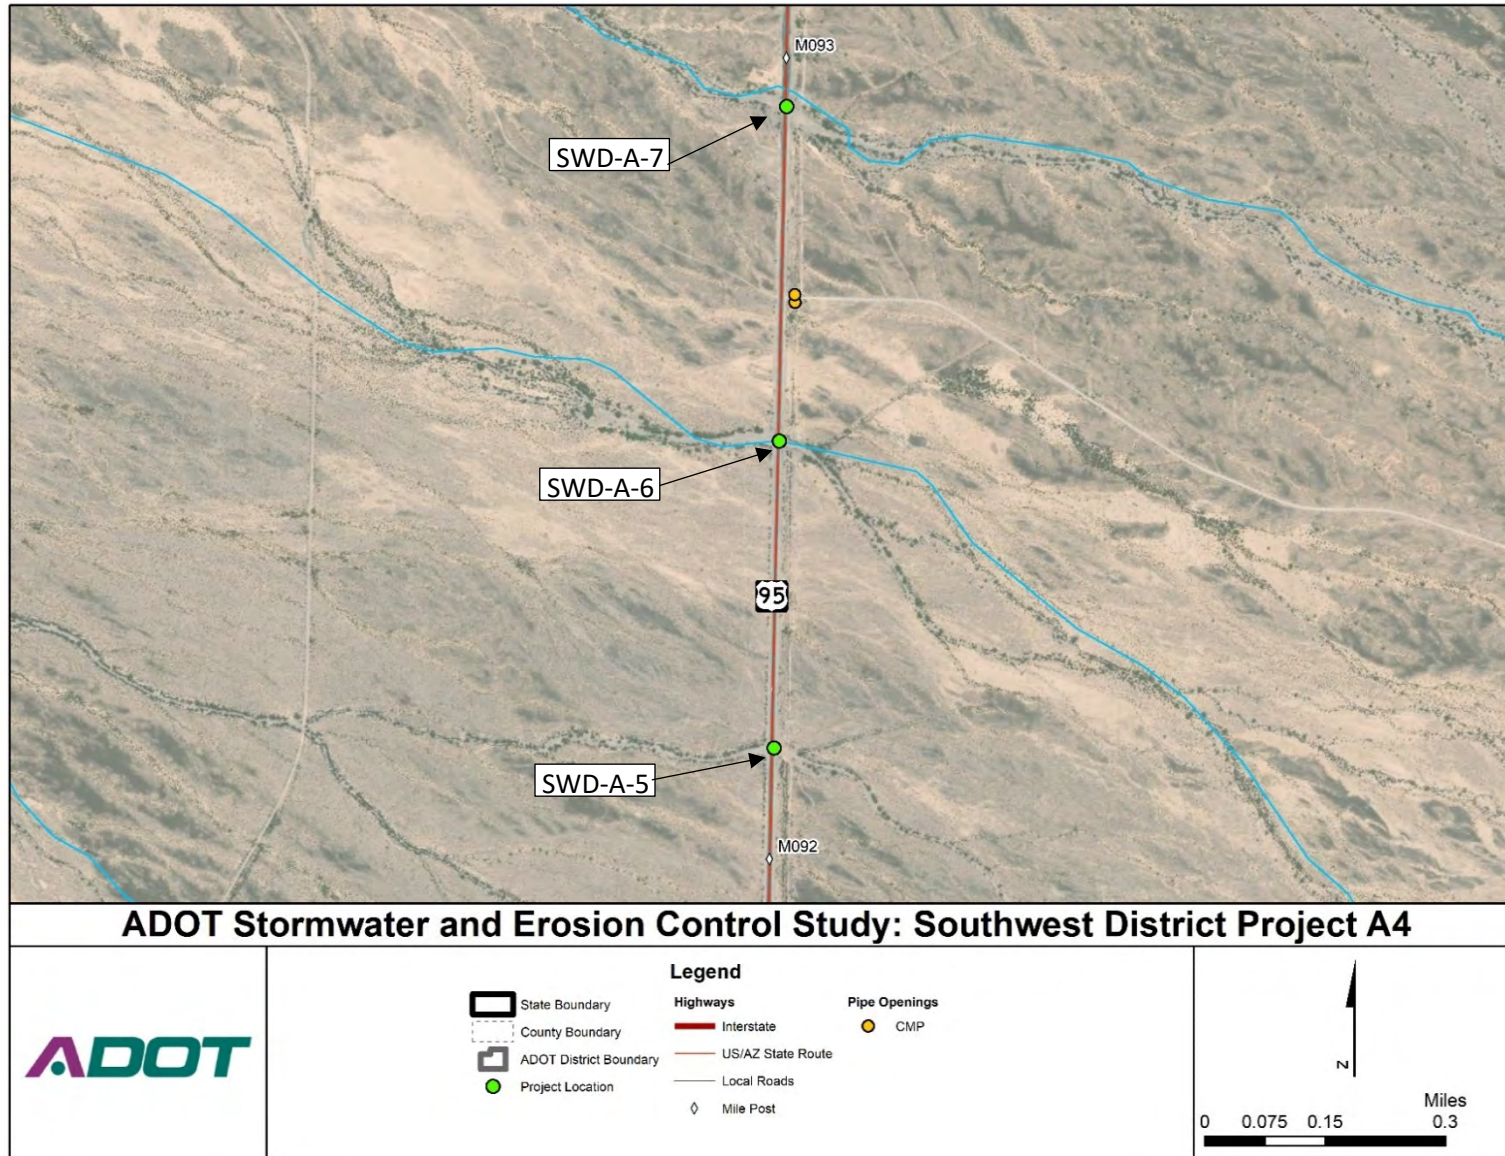 M093
SWD-A-7
SWD-A-6
95
SWD-A-5
M092
ADOT Stormwater and Erosion Control Study: Southwest District Project A4
ADOT
Legend
State Boundary
County Boundary
ADOT District Boundary
Project Location
Highways
Interstate
US/AZ State Route
Local Roads
Mile Post
Pipe Openings
CMP
N
Miles
0 0.075 0.15 0.3